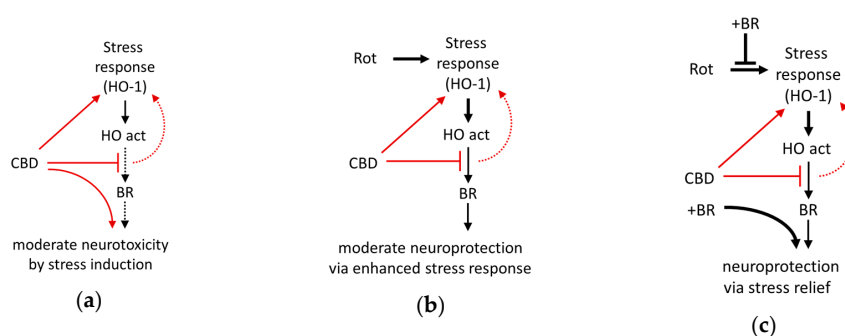 Stress
response
(HO-1)
HO act
CBD
BR
moderate neurotoxicity
by stress induction
(a)
Rot
Stress
response
(HO-1)
HO act
CBD
BR
moderate neuroprotection
via enhanced stress response
(b)
+BR
Rot
Stress
response
(HO-1)
HO act
CBD
+BR
BR
neuroprotection
via stress relief
(c)